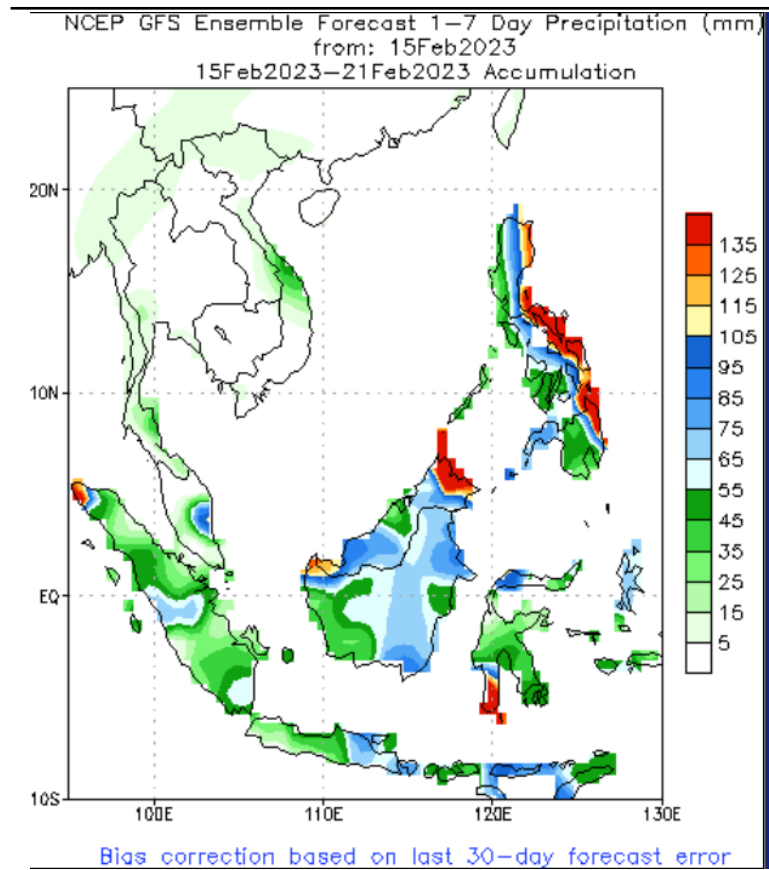 NCEP GFS Ensemble Forecast 1–7 Day Precipitation (mm)
from: 15Feb2023
15Feb2023–21Feb2023 Accumulation
20N
10N
EQ
10S
100E
110E
120E
130E
135
125
115
105
95
85
75
65
55
45
35
25
15
5
Bias correction based on last 30–day forecast error